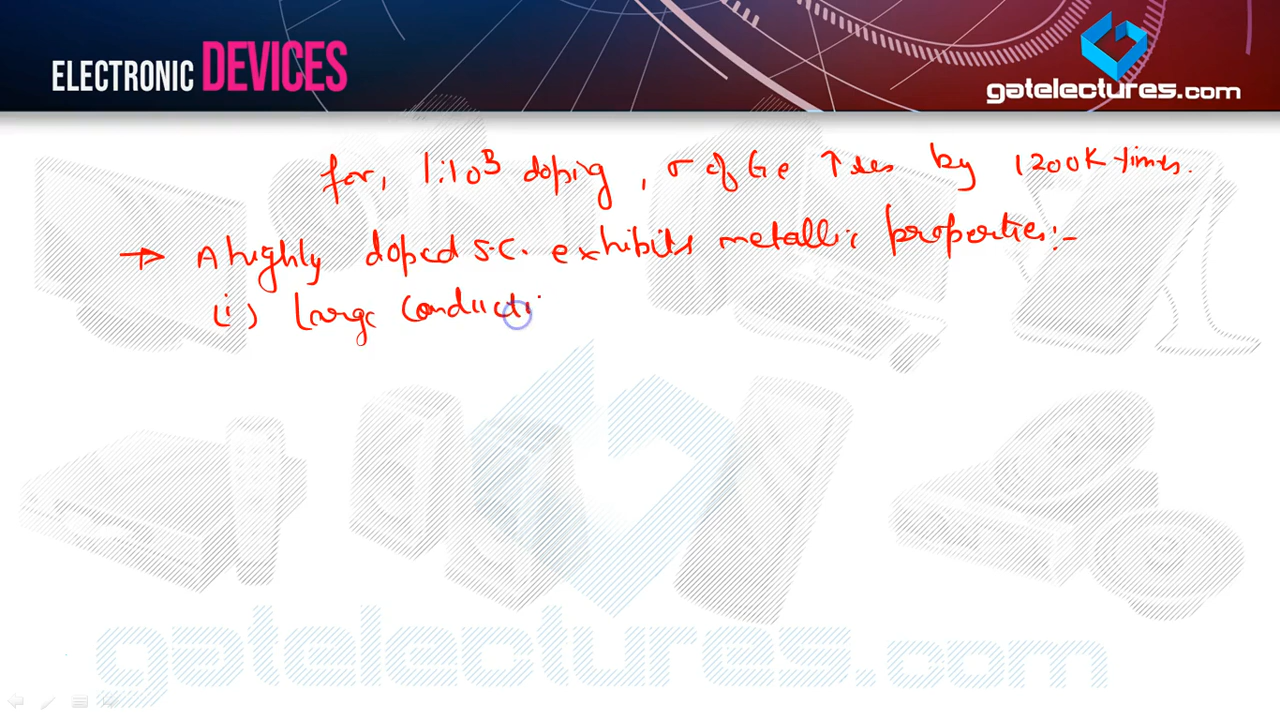 ELECTRONIC DEVICES
gatelectures.com
for, 1:10³ doping, σ of Ge ↑ses by 1200K times.
→ A highly doped S.C. exhibits metallic properties:-
(i) Large conducti
gatelectures.com